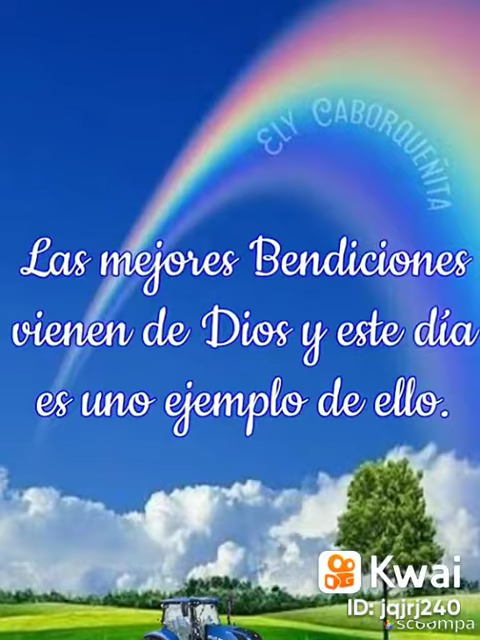 Ely Caborqueñita
Las mejores Bendiciones
vienen de Dios y este día
es uno ejemplo de ello.
Kwai
ID: jqjrj240
scoompa